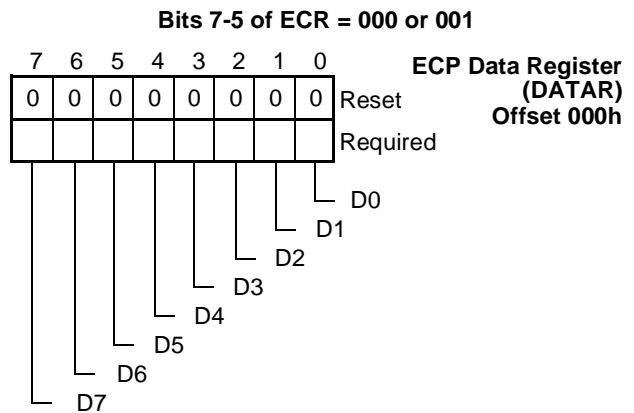 Bits 7-5 of ECR = 000 or 001
7 6 5 4 3 2 1 0
ECP Data Register
(DATAR)
Offset 000h
0 0 0 0 0 0 0 0 Reset
Required
D0
D1
D2
D3
D4
D5
D6
D7